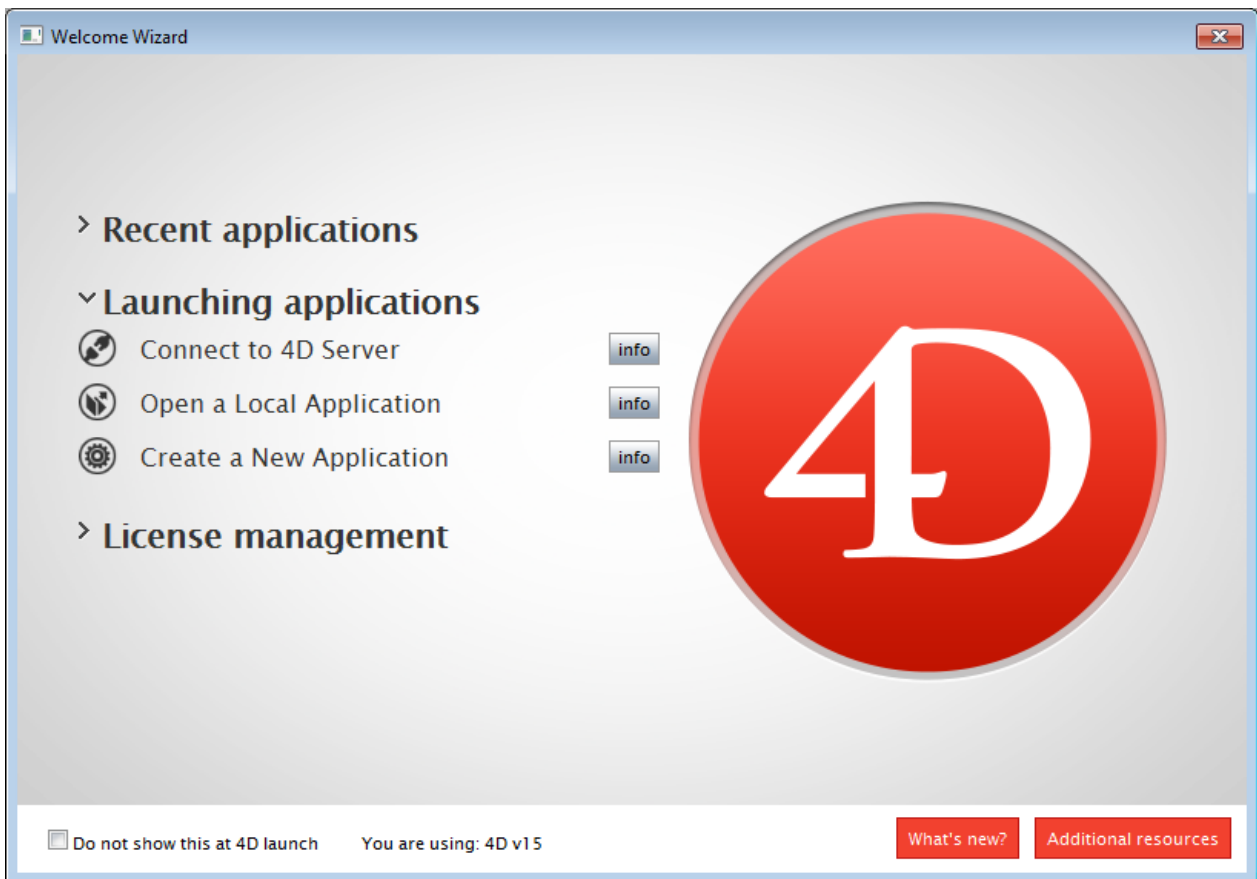 Welcome Wizard
Recent applications
Launching applications
Connect to 4D Server info
Open a Local Application info
Create a New Application info
License management
4D
Do not show this at 4D launch You are using: 4D v15 What's new? Additional resources